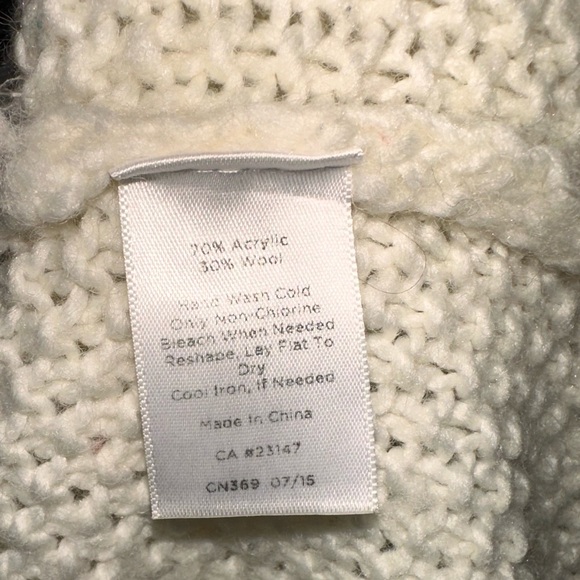 70% Acrylic
30% Wool
Hand Wash Cold
Only Non-Chlorine
Bleach When Needed
Reshape, Lay Flat To
Dry
Cool Iron, If Needed
Made In China
CA #23147
CN369 07/15